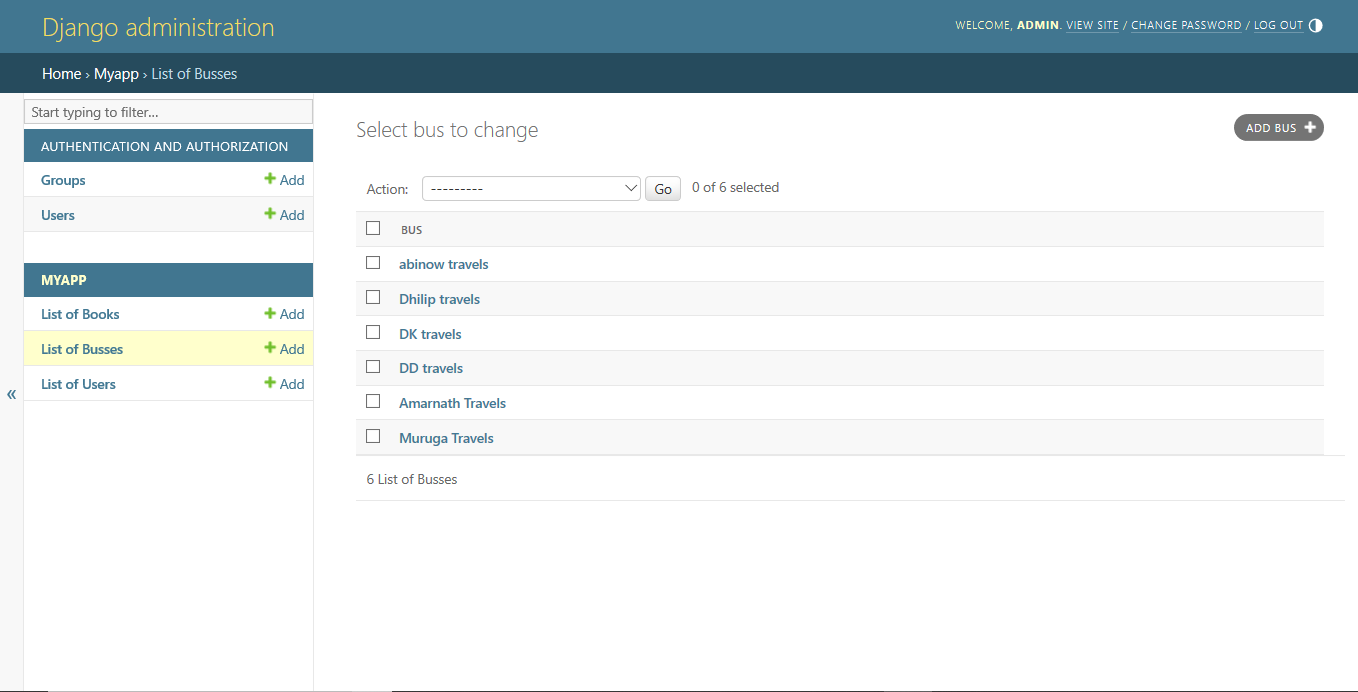 Django administration
WELCOME, ADMIN. VIEW SITE / CHANGE PASSWORD / LOG OUT
Home › Myapp › List of Busses
Start typing to filter...
AUTHENTICATION AND AUTHORIZATION
Groups + Add
Users + Add
MYAPP
List of Books + Add
List of Busses + Add
List of Users + Add
«
Select bus to change
ADD BUS +
Action: --------- Go 0 of 6 selected
BUS
abinow travels
Dhilip travels
DK travels
DD travels
Amarnath Travels
Muruga Travels
6 List of Busses